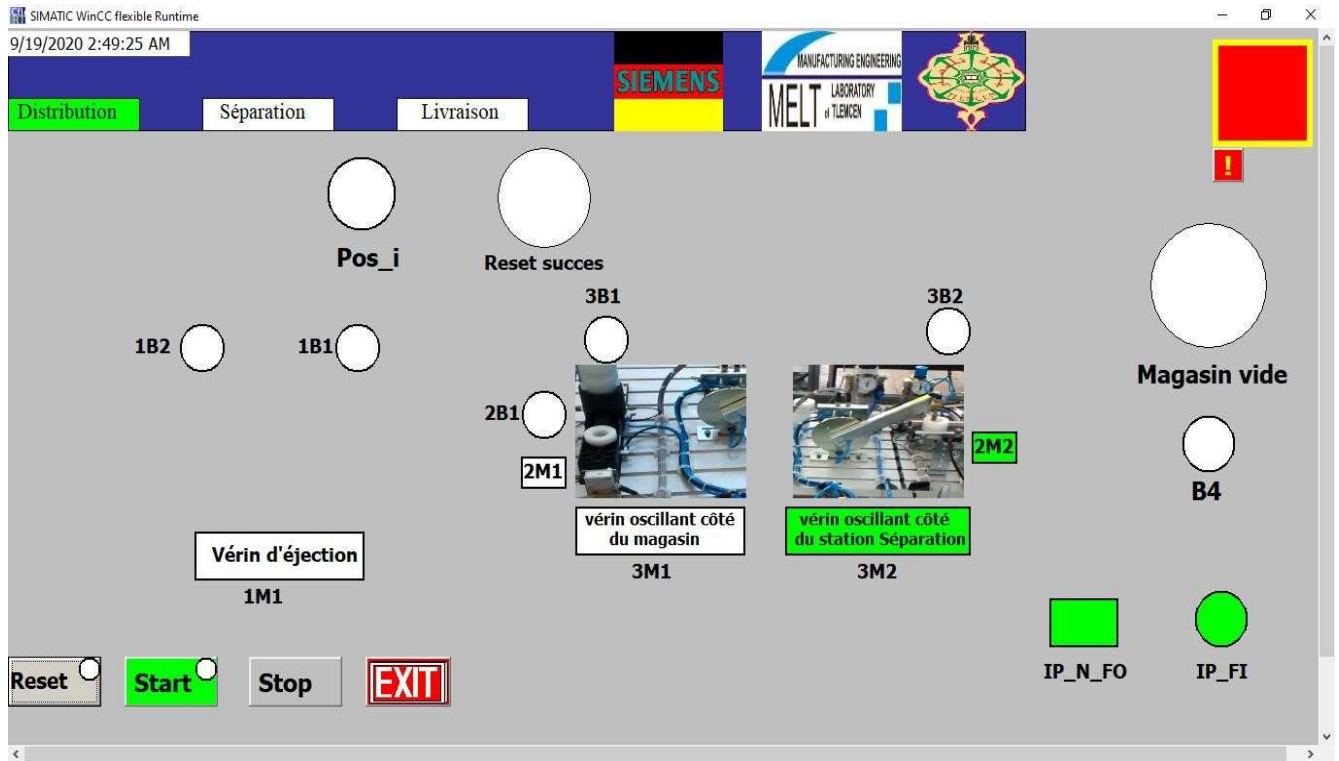 SIMATIC WinCC flexible Runtime
9/19/2020 2:49:25 AM
SIEMENS
MANUFACTURING ENGINEERING
MELT LABORATORY
of TLEMCEN
Distribution
Séparation
Livraison
!
Pos_i
Reset succes
3B1
3B2
1B2
1B1
Magasin vide
2B1
2M2
2M1
B4
vérin oscillant côté
du magasin
vérin oscillant côté
du station Séparation
Vérin d'éjection
3M1
3M2
1M1
IP_N_FO
IP_FI
Reset
Start
Stop
EXIT